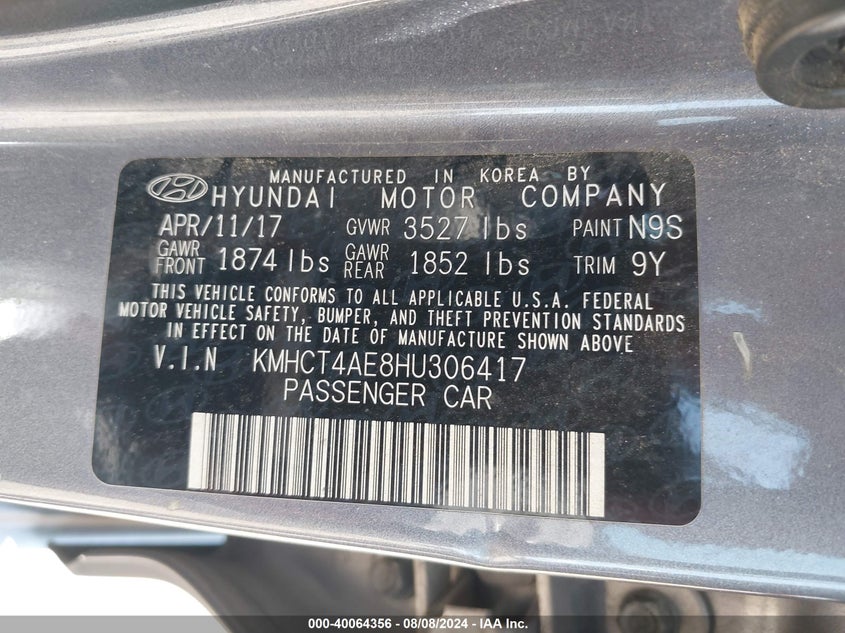 MANUFACTURED IN KOREA BY
HYUNDAI MOTOR COMPANY
APR/11/17 GVWR 3527 lbs PAINT N9S
GAWR FRONT 1874 lbs GAWR REAR 1852 lbs TRIM 9Y
THIS VEHICLE CONFORMS TO ALL APPLICABLE U.S.A. FEDERAL
MOTOR VEHICLE SAFETY, BUMPER, AND THEFT PREVENTION STANDARDS
IN EFFECT ON THE DATE OF MANUFACTURE SHOWN ABOVE
V.I.N KMHCT4AE8HU306417
PASSENGER CAR
000-40064356 - 08/08/2024 - IAA Inc.